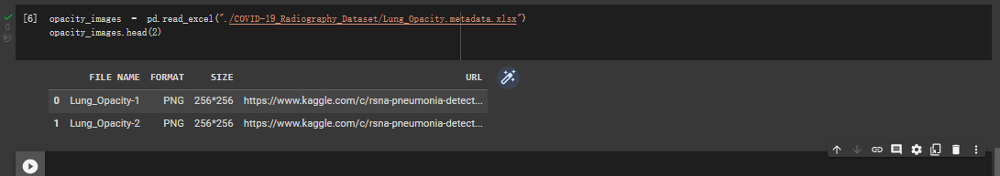 [6] opacity_images = pd.read_excel("./COVID-19_Radiography_Dataset/Lung_Opacity.metadata.xlsx")
0 opacity_images.head(2)
FILE NAME FORMAT SIZE URL
0 Lung_Opacity-1 PNG 256*256 https://www.kaggle.com/c/rsna-pneumonia-detect...
1 Lung_Opacity-2 PNG 256*256 https://www.kaggle.com/c/rsna-pneumonia-detect...